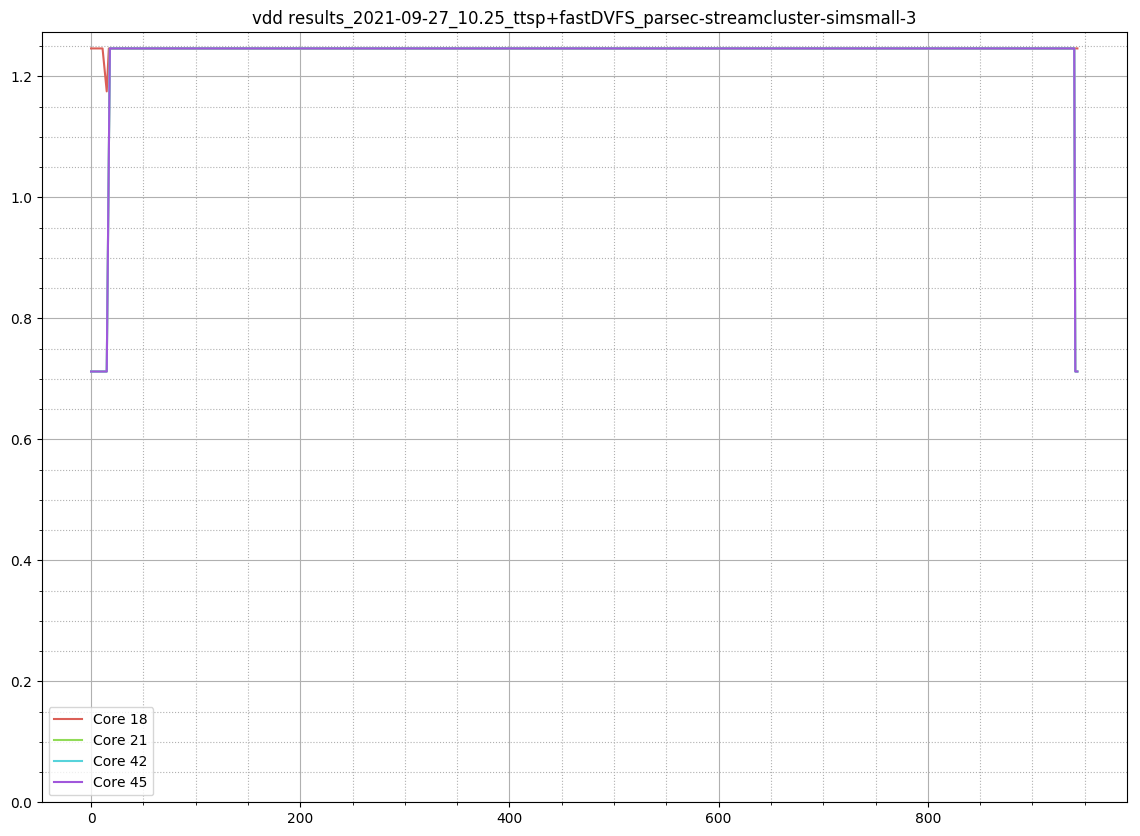 vdd results_2021-09-27_10.25_ttsp+fastDVFS_parsec-streamcluster-simsmall-3
1.2
1.0
0.8
0.6
0.4
0.2
0.0
Core 18
Core 21
Core 42
Core 45
0 200 400 600 800